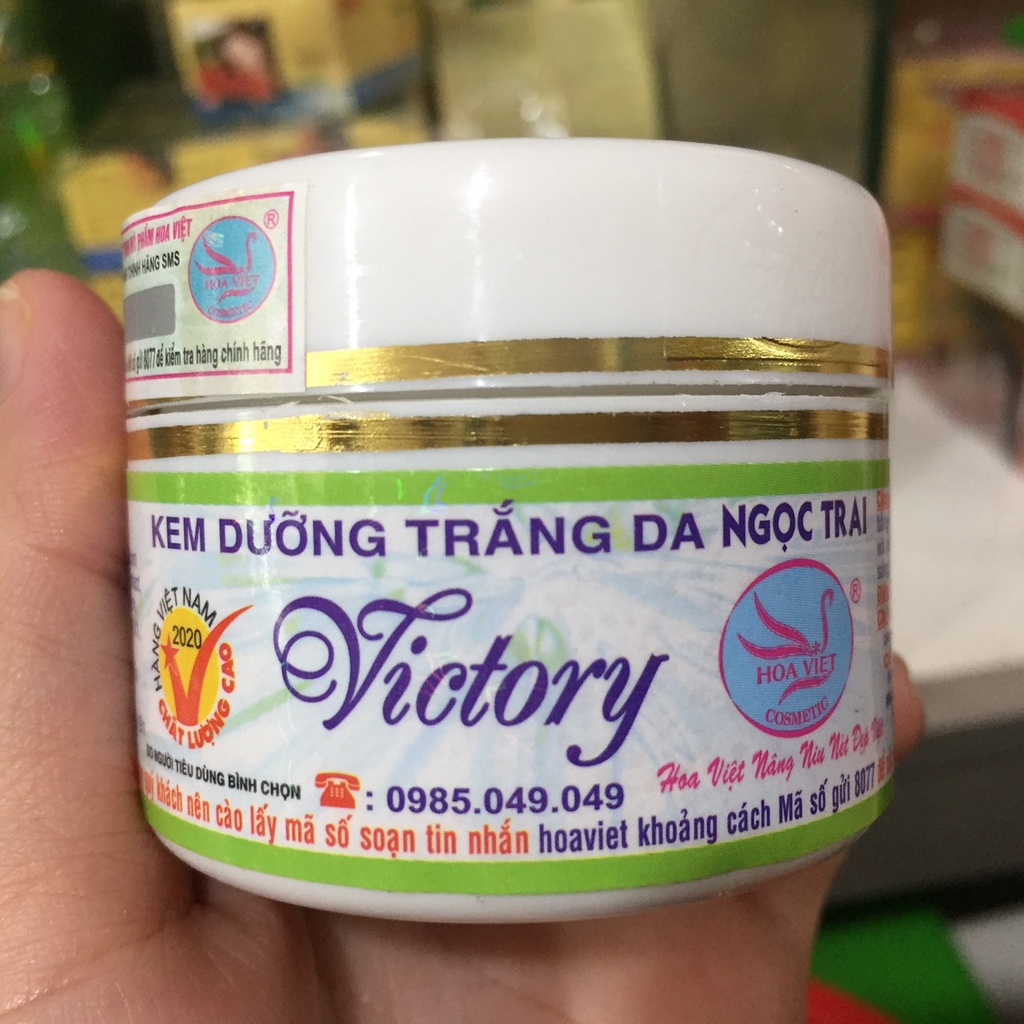 PHẨM HOA VIỆT
CHÍNH HÃNG SMS
®
HOA VIỆT
COSMETIC
gửi 8077 để kiểm tra hàng chính hãng
KEM DƯỠNG TRẮNG DA NGỌC TRAI
HÀNG VIỆT NAM
2020
CHẤT LƯỢNG CAO
DO NGƯỜI TIÊU DÙNG BÌNH CHỌN
Victory
®
HOA VIỆT
COSMETIC
Hoa Việt Nâng Niu Nét Đẹp
: 0985.049.049
quý khách nên cào lấy mã số soạn tin nhắn hoaviet khoảng cách Mã số gửi 8077